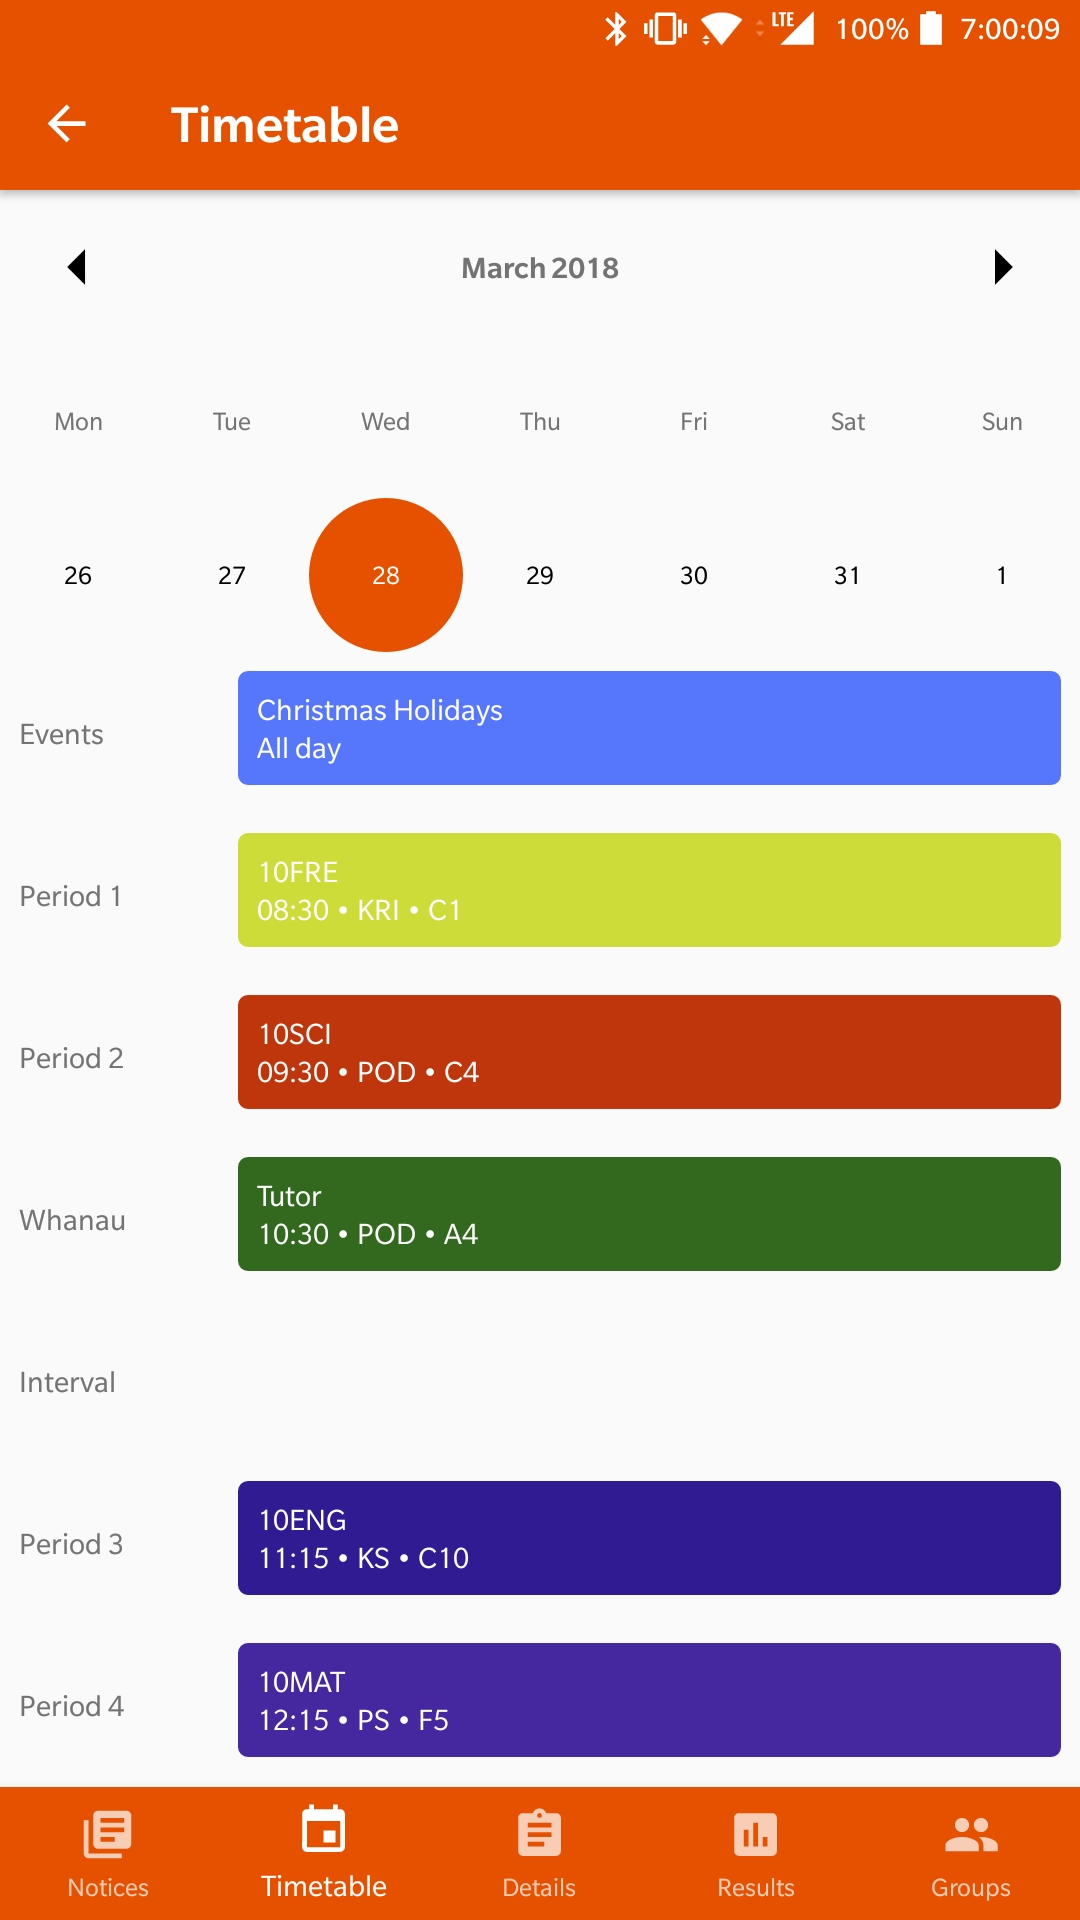 LTE 100% 7:00:09
Timetable
March 2018
Mon Tue Wed Thu Fri Sat Sun
26 27 28 29 30 31 1
Events
Christmas Holidays
All day
Period 1
10FRE
08:30 • KRI • C1
Period 2
10SCI
09:30 • POD • C4
Whanau
Tutor
10:30 • POD • A4
Interval
Period 3
10ENG
11:15 • KS • C10
Period 4
10MAT
12:15 • PS • F5
Notices Timetable Details Results Groups